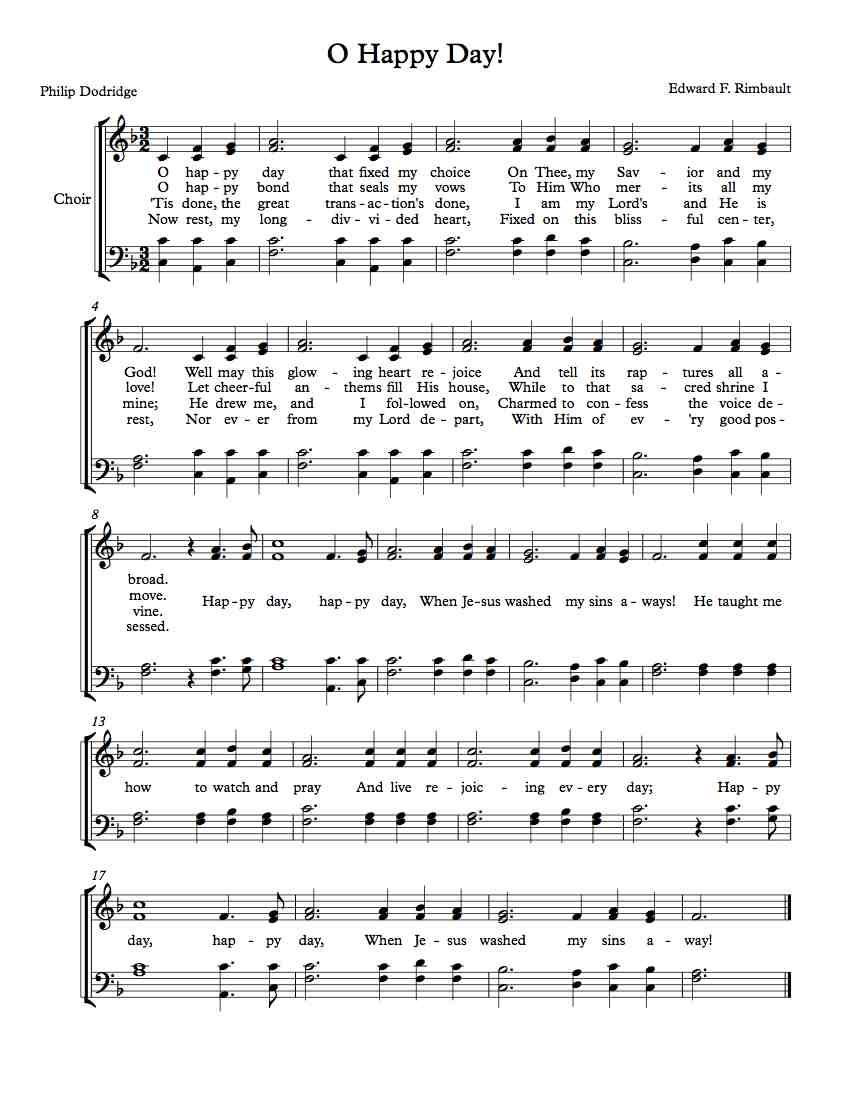 O Happy Day!
Philip Dodridge
Edward F. Rimbault
Choir
O hap - py day that fixed my choice On Thee, my Sav - ior and my
O hap - py bond that seals my vows To Him Who mer - its all my
'Tis done, the great trans - ac - tion's done, I am my Lord's and He is
Now rest, my long - di - vi - ded heart, Fixed on this bliss - ful cen - ter,
4
God! Well may this glow - ing heart re - joice And tell its rap - tures all a -
love! Let cheer - ful an - thems fill His house, While to that sa - cred shrine I
mine; He drew me, and I fol - lowed on, Charmed to con - fess the voice de -
rest, Nor ev - er from my Lord de - part, With Him of ev - 'ry good pos -
8
broad.
move.
vine.
sessed.
Hap - py day, hap - py day, When Je - sus washed my sins a - ways! He taught me
13
how to watch and pray And live re - joic - ing ev - ery day; Hap - py
17
day, hap - py day, When Je - sus washed my sins a - way!